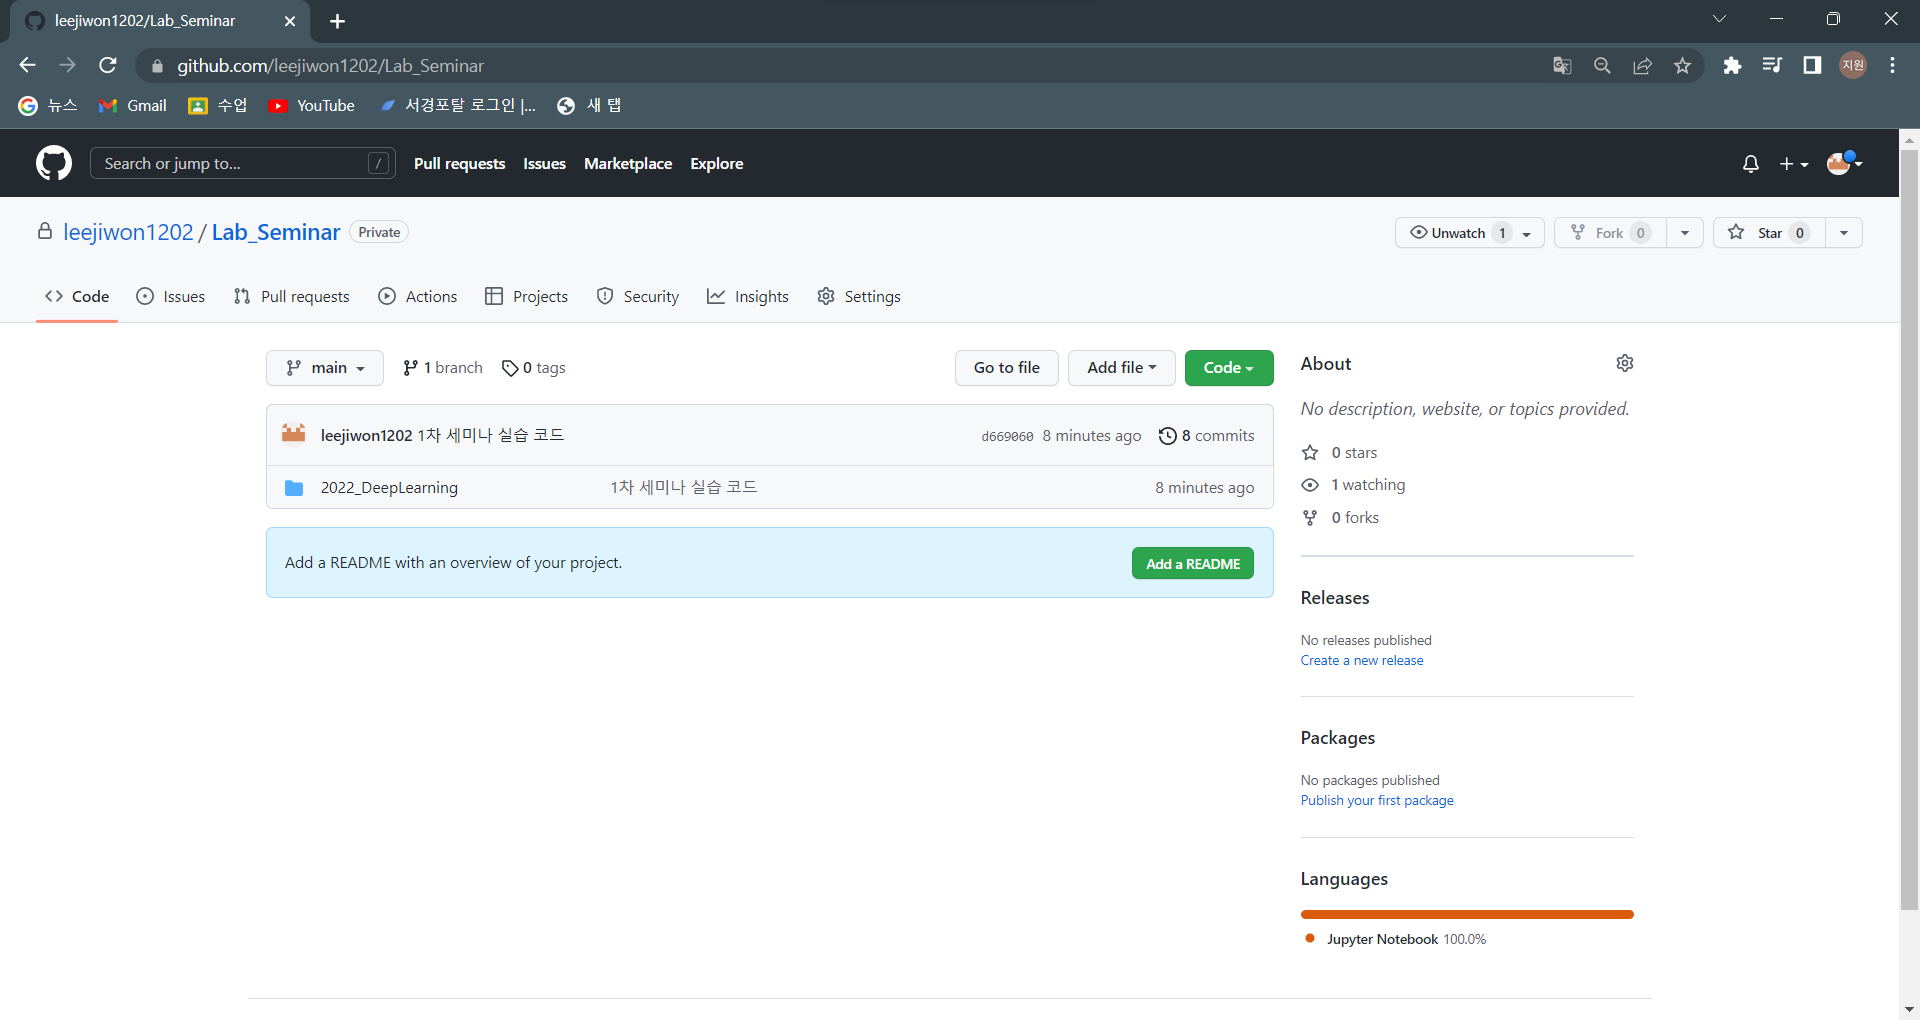 leejiwon1202/Lab_Seminar
github.com/leejiwon1202/Lab_Seminar
지원
뉴스 Gmail 수업 YouTube 서경포탈 로그인 |... 새 탭
Search or jump to... / Pull requests Issues Marketplace Explore
leejiwon1202 / Lab_Seminar Private
Unwatch 1 Fork 0 Star 0
Code Issues Pull requests Actions Projects Security Insights Settings
main 1 branch 0 tags Go to file Add file Code
leejiwon1202 1차 세미나 실습 코드 d669060 8 minutes ago 8 commits
2022_DeepLearning 1차 세미나 실습 코드 8 minutes ago
Add a README with an overview of your project. Add a README
About
No description, website, or topics provided.
0 stars
1 watching
0 forks
Releases
No releases published
Create a new release
Packages
No packages published
Publish your first package
Languages
Jupyter Notebook 100.0%